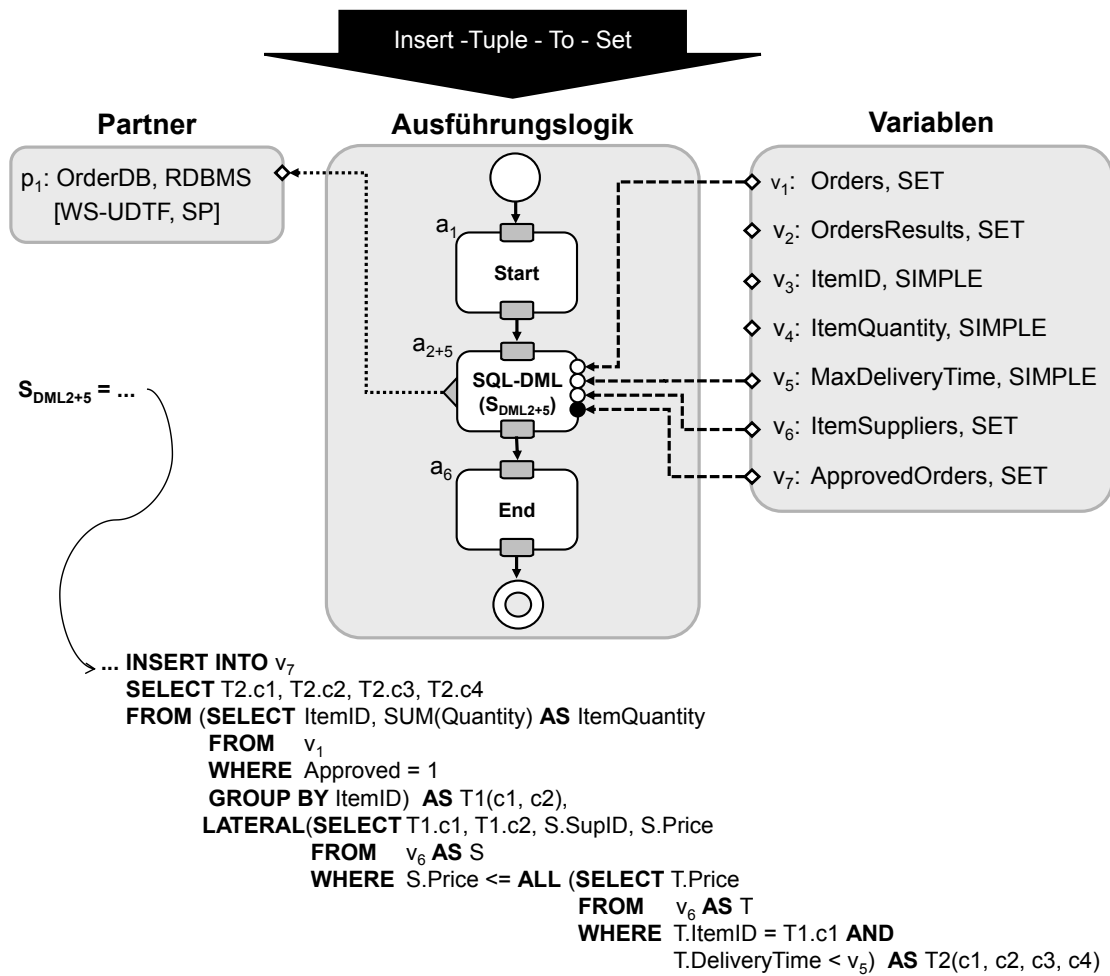 Insert -Tuple - To - Set
Partner
Ausführungslogik
Variablen
p1: OrderDB, RDBMS
[WS-UDTF, SP]
a1
Start
a2+5
SQL-DML
(SDML2+5)
a6
End
v1: Orders, SET
v2: OrdersResults, SET
v3: ItemID, SIMPLE
v4: ItemQuantity, SIMPLE
v5: MaxDeliveryTime, SIMPLE
v6: ItemSuppliers, SET
v7: ApprovedOrders, SET
SDML2+5 = ...
... INSERT INTO v7
SELECT T2.c1, T2.c2, T2.c3, T2.c4
FROM (SELECT ItemID, SUM(Quantity) AS ItemQuantity
FROM v1
WHERE Approved = 1
GROUP BY ItemID) AS T1(c1, c2),
LATERAL(SELECT T1.c1, T1.c2, S.SupID, S.Price
FROM v6 AS S
WHERE S.Price <= ALL (SELECT T.Price
FROM v6 AS T
WHERE T.ItemID = T1.c1 AND
T.DeliveryTime < v5) AS T2(c1, c2, c3, c4)